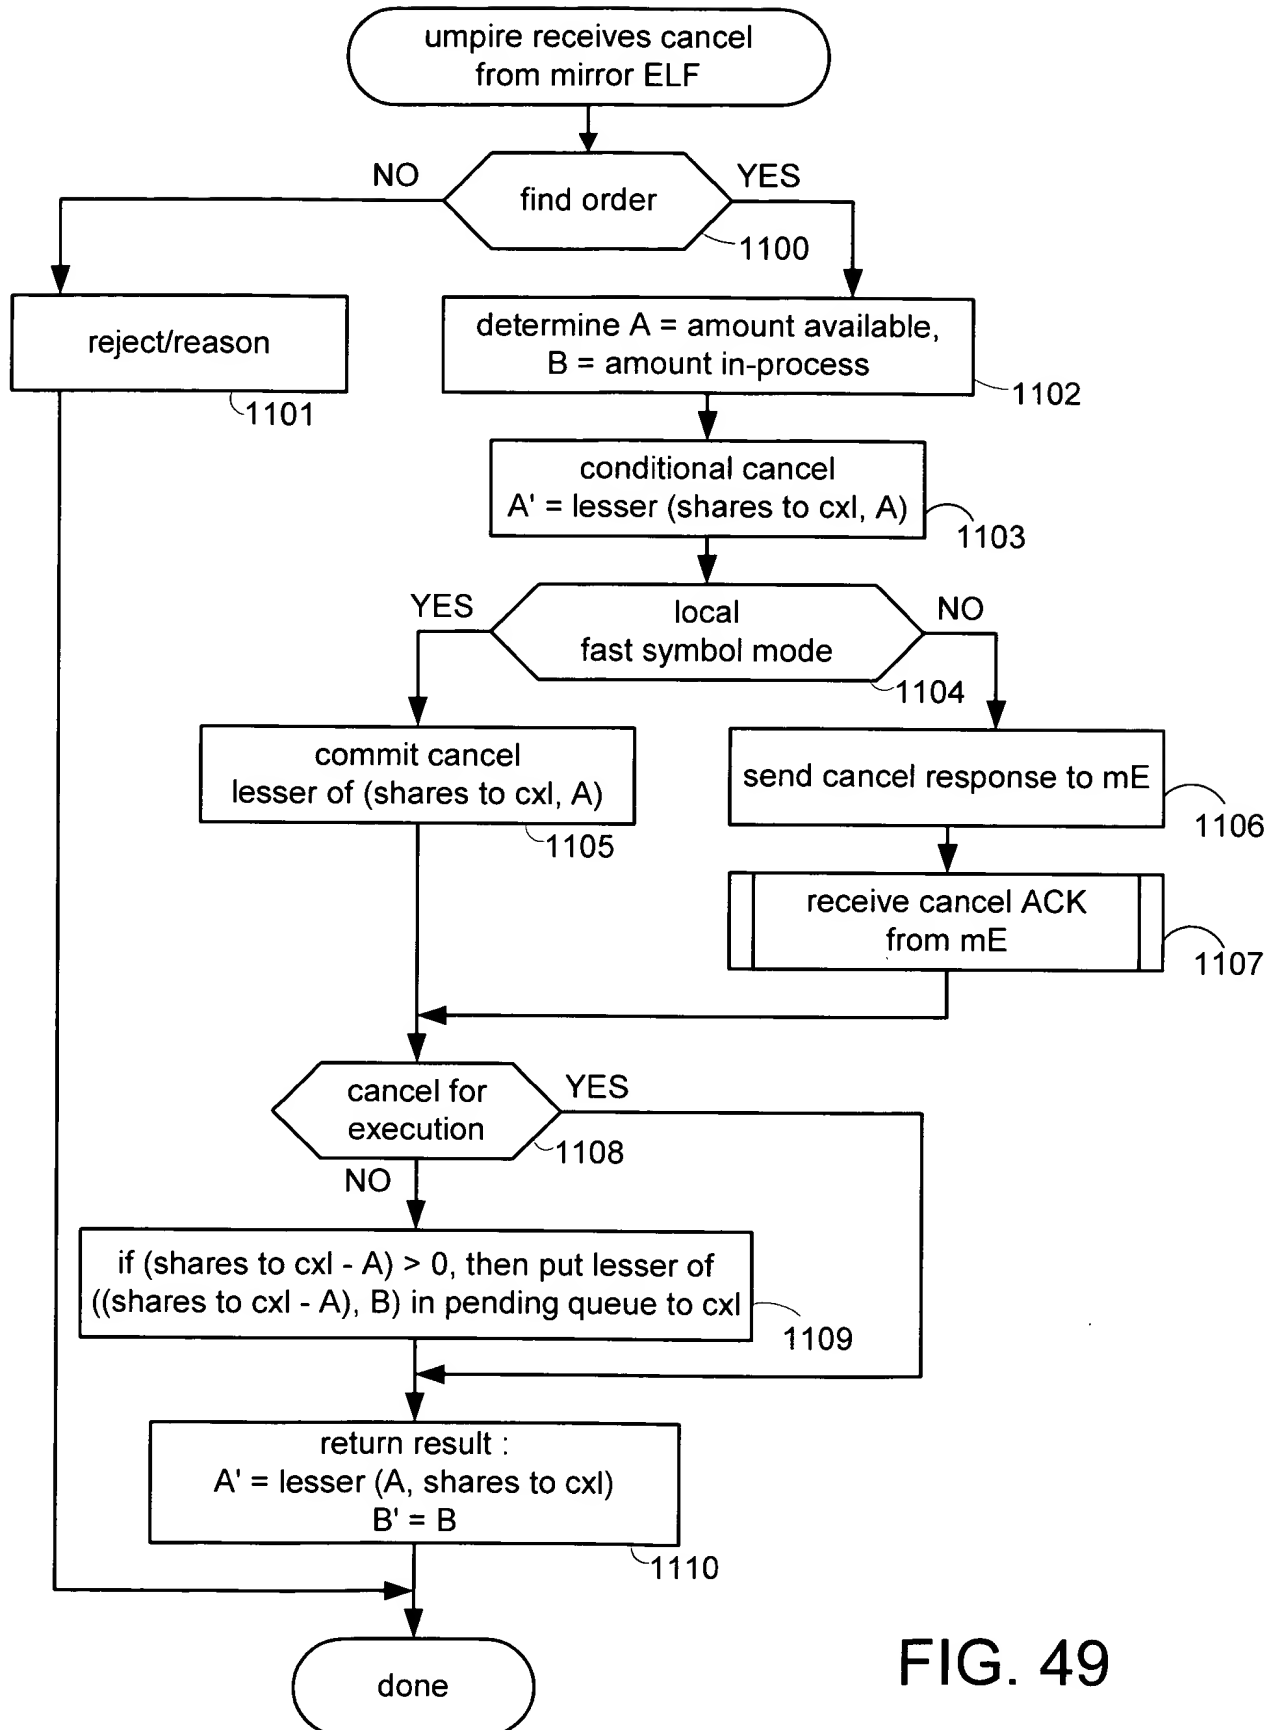 umpire receives cancel
from mirror ELF
NO
YES
find order
1100
reject/reason
1101
determine A = amount available,
B = amount in-process
1102
conditional cancel
A' = lesser (shares to cxl, A)
1103
YES
NO
local
fast symbol mode
1104
commit cancel
lesser of (shares to cxl, A)
1105
send cancel response to mE
1106
receive cancel ACK
from mE
1107
cancel for
execution
YES
1108
NO
if (shares to cxl - A) > 0, then put lesser of
((shares to cxl - A), B) in pending queue to cxl
1109
return result :
A' = lesser (A, shares to cxl)
B' = B
1110
done
FIG. 49